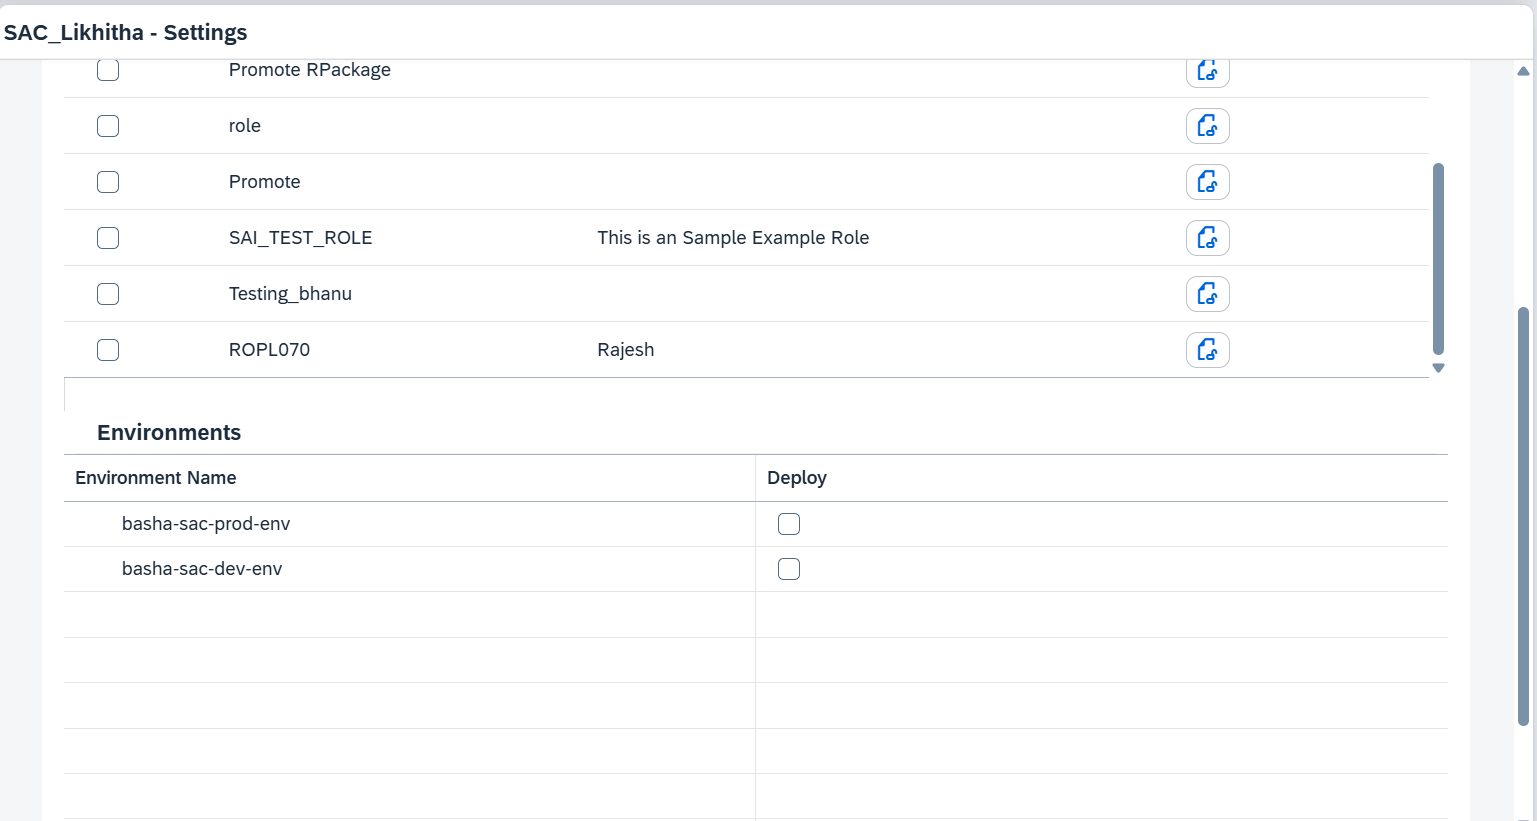 SAC_Likhitha - Settings
Promote RPackage
role
Promote
SAI_TEST_ROLE This is an Sample Example Role
Testing_bhanu
ROPL070 Rajesh
Environments
Environment Name Deploy
basha-sac-prod-env
basha-sac-dev-env